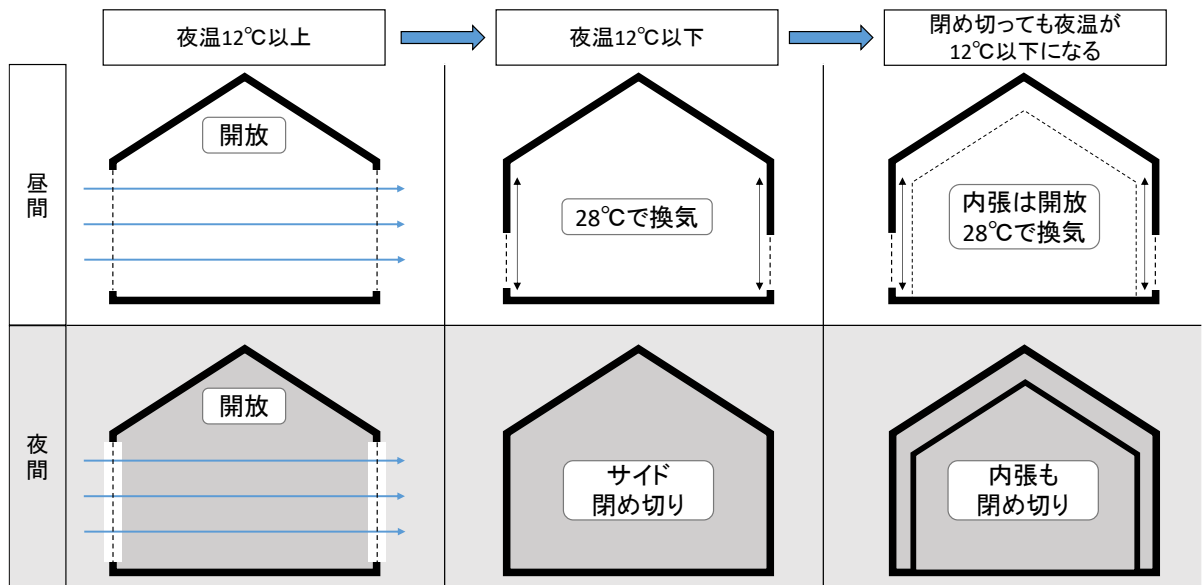 夜温12℃以上
夜温12℃以下
閉め切っても夜温が
12℃以下になる
昼間
開放
28℃で換気
内張は開放
28℃で換気
夜間
開放
サイド
閉め切り
内張も
閉め切り